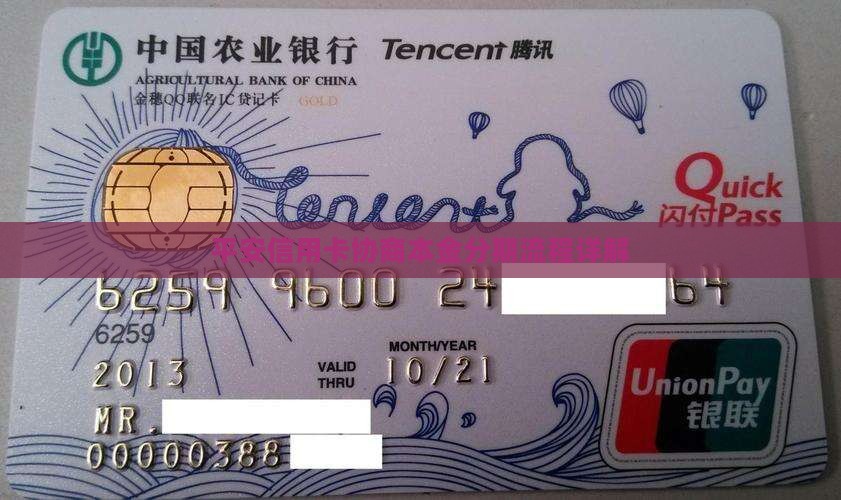 中国农业银行 Tencent 腾讯
AGRICULTURAL BANK OF CHINA
金穗QQ联名IC贷记卡 GOLD
Tencent
Quick
闪付Pass
平安信用卡协商本金分期流程详解
6259 9600 24 64
6259
MONTH/YEAR
2013 VALID THRU 10/21
UnionPay
银联
MR.
00000388